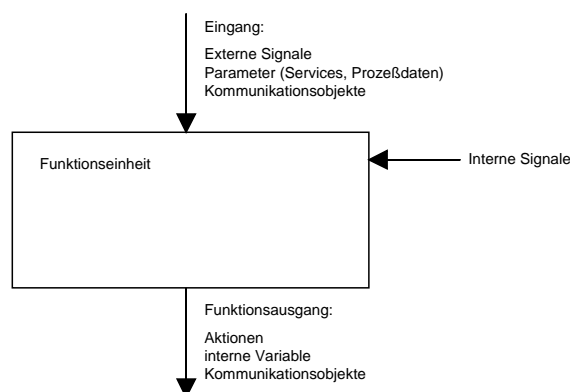 Eingang:
Externe Signale
Parameter (Services, Prozeßdaten)
Kommunikationsobjekte
Funktionseinheit
Interne Signale
Funktionsausgang:
Aktionen
interne Variable
Kommunikationsobjekte